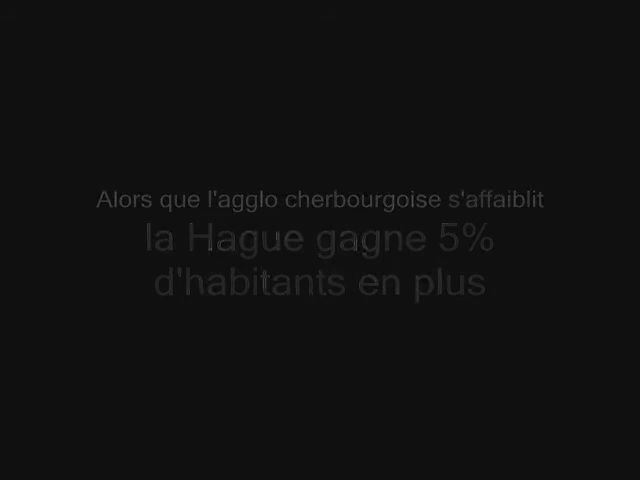 Alors que l'agglo cherbourgoise s'affaiblit
la Hague gagne 5%
d'habitants en plus